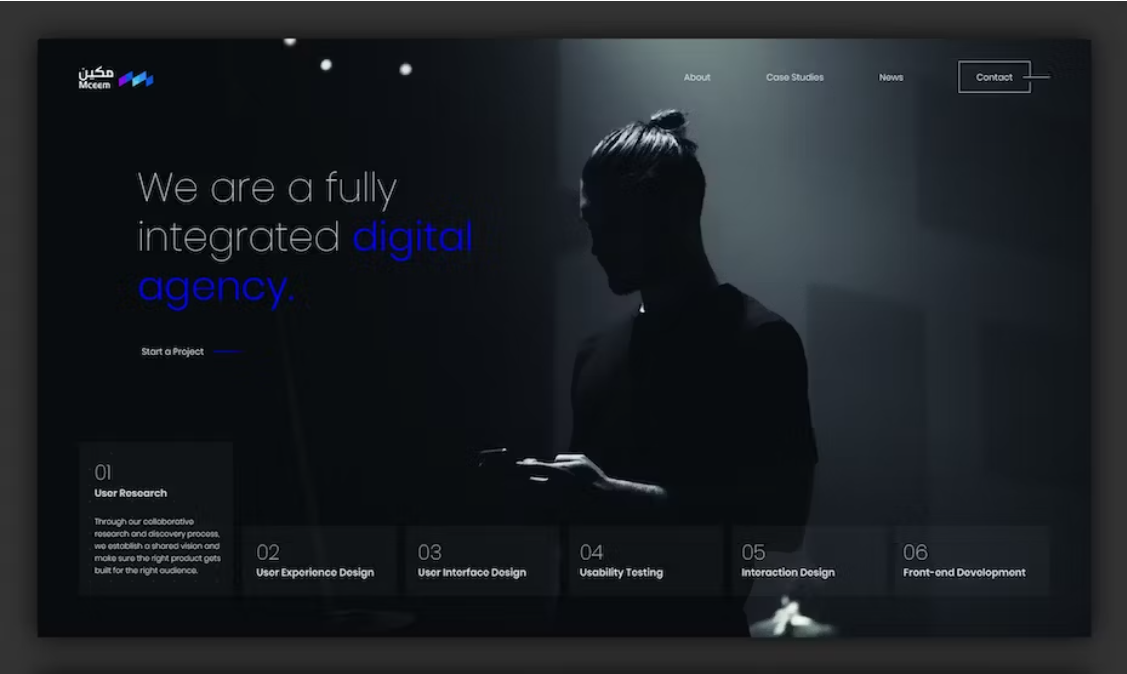 مكين
Mceem
About
Case Studies
News
Contact
We are a fully
integrated digital
agency.
Start a Project
01
User Research
Through our collaborative
research and discovery process,
we establish a shared vision and
make sure the right product gets
built for the right audience.
02
User Experience Design
03
User Interface Design
04
Usability Testing
05
Interaction Design
06
Front-end Development